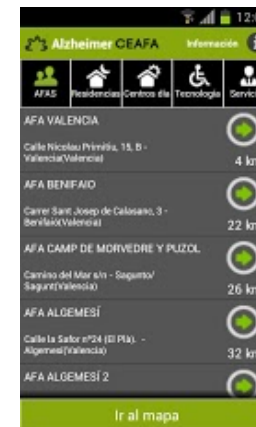 12:
Alzheimer CEAFA
Información
AFAS
Residencias
Centros día
Tecnología
Servic
AFA VALENCIA
Calle Nicolau Primitiu, 15, B -
Valencia(Valencia)
4 km
AFA BENIFAIO
Carrer Sant Josep de Calasanc, 3 -
Benifaió(Valencia)
22 km
AFA CAMP DE MORVEDRE Y PUZOL
Camino del Mar s/n - Sagunto/
Sagunt(Valencia)
26 km
AFA ALGEMESÍ
Calle la Safor nº24 (El Pla). -
Algemesí(Valencia)
32 km
AFA ALGEMESÍ 2
Ir al mapa